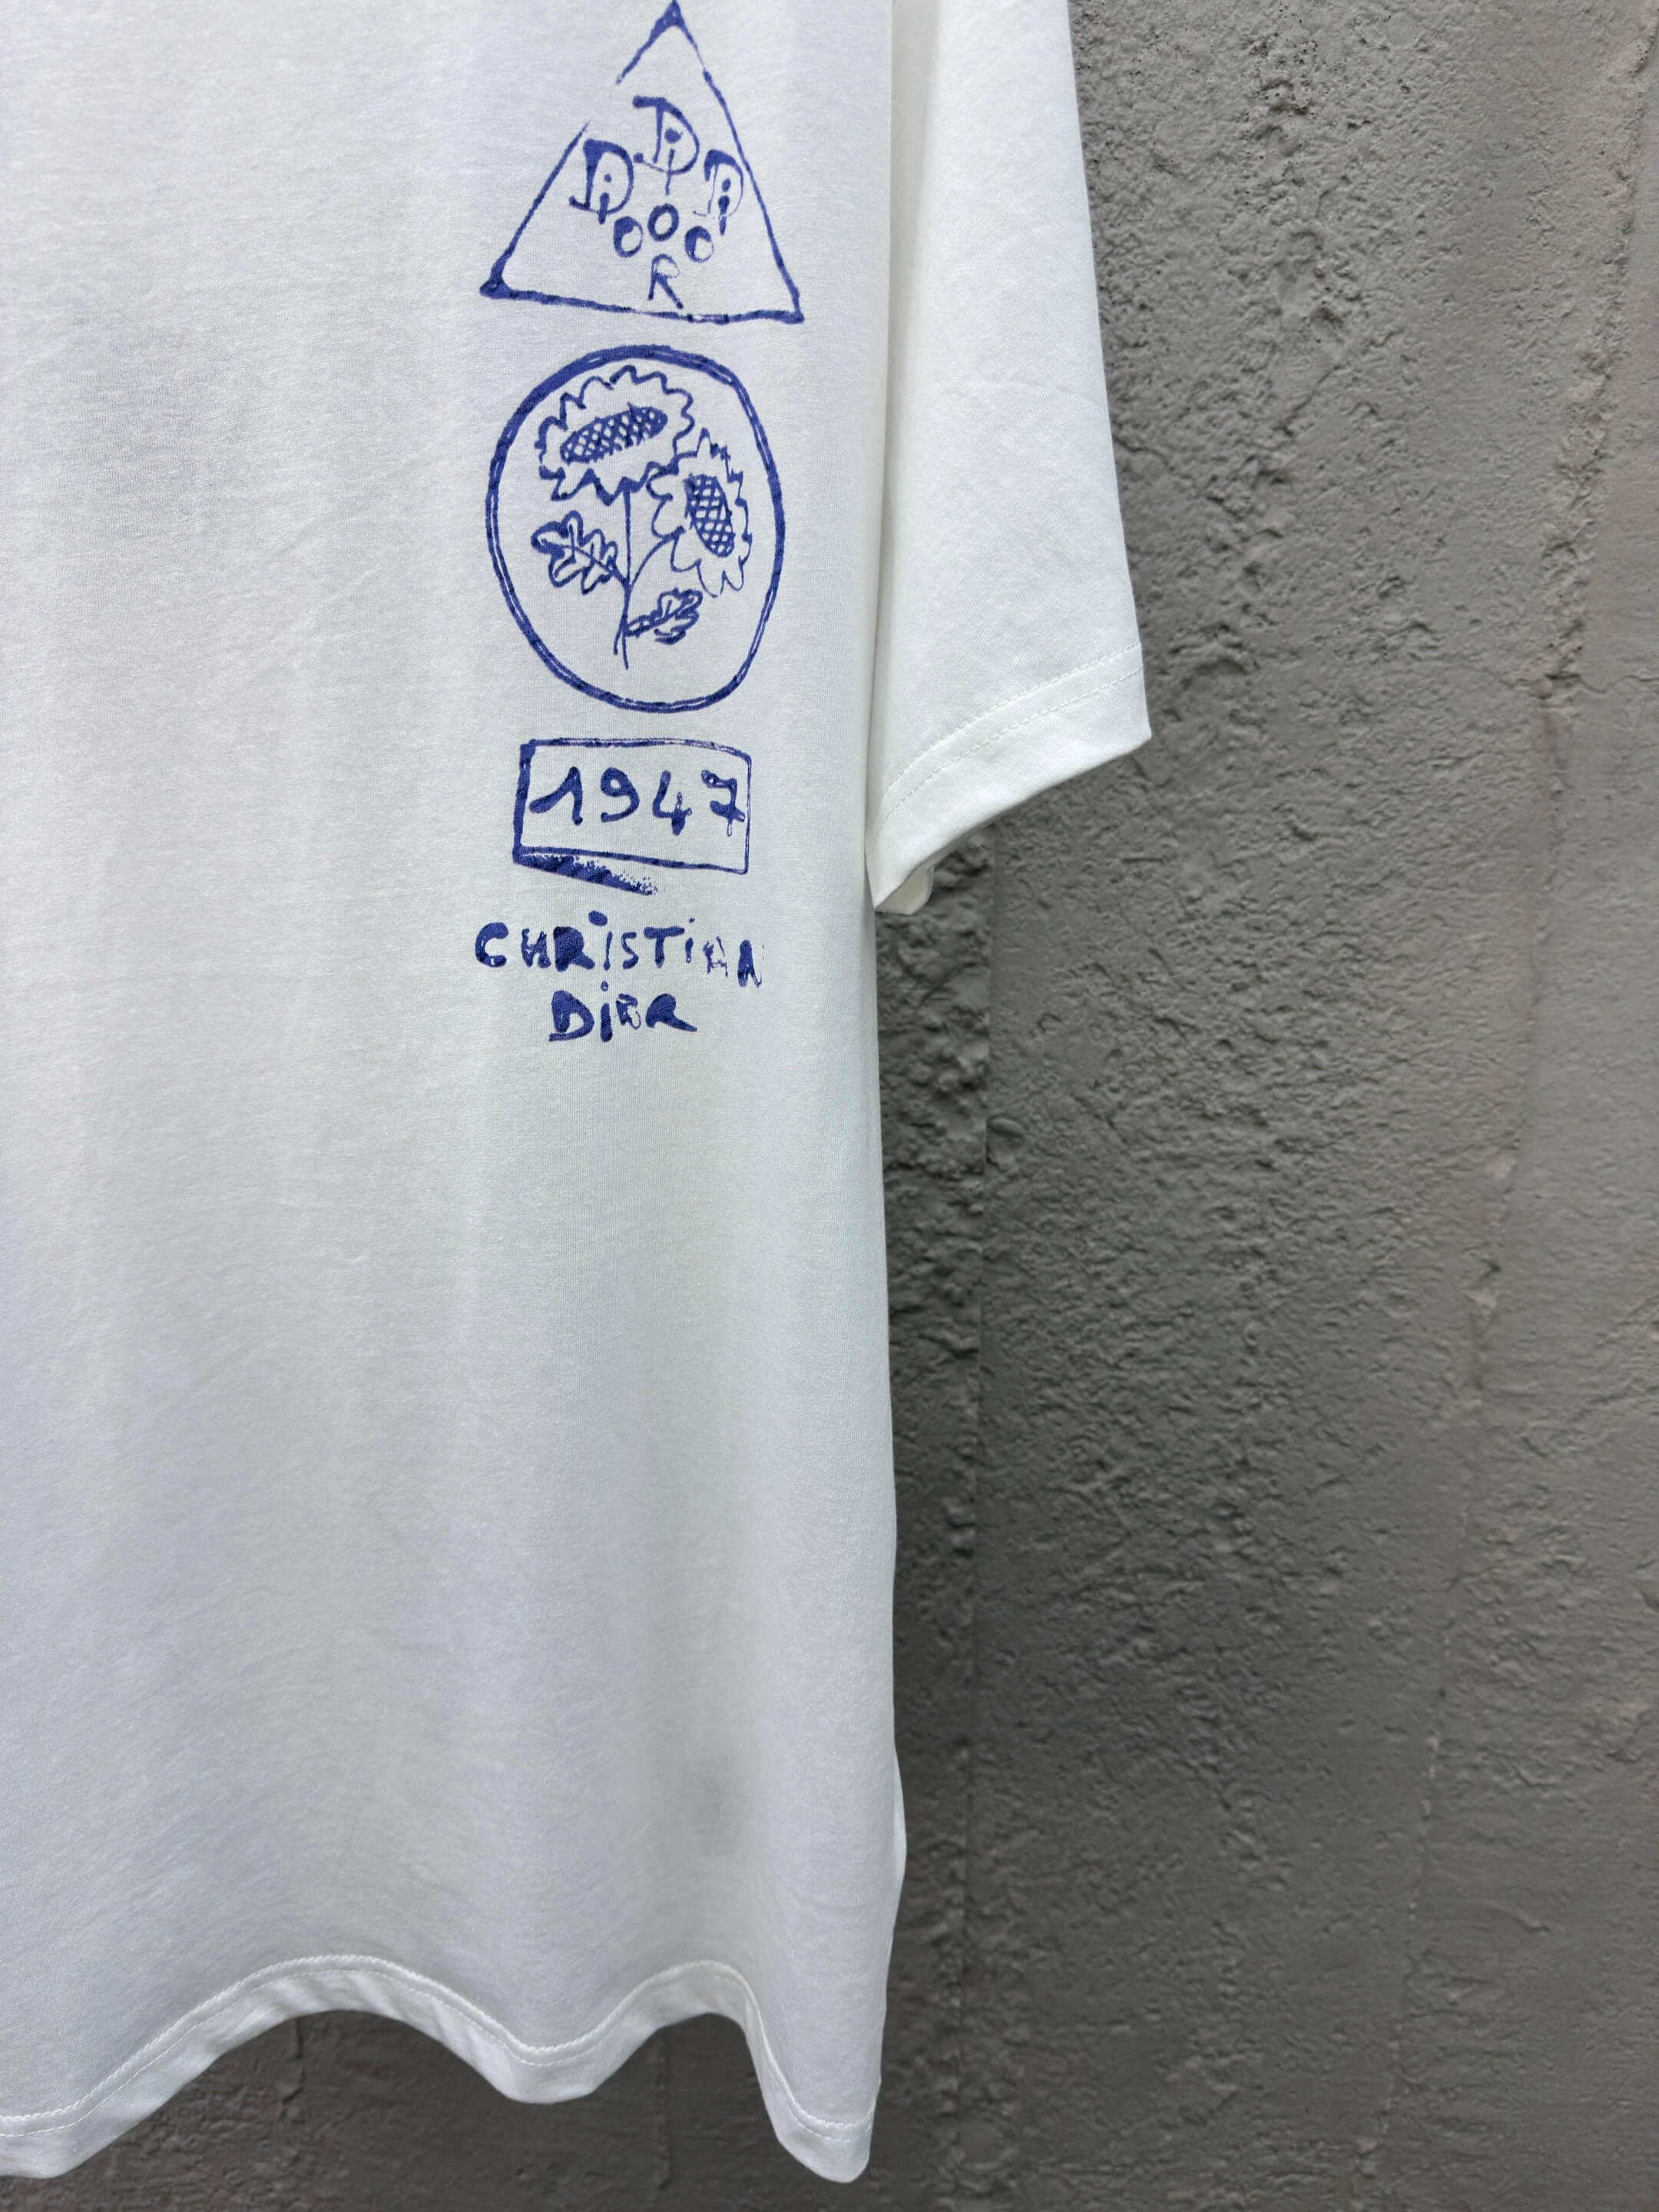 D D D
i i i
O O O
R
1947
CHRiSTiAN
DiOR